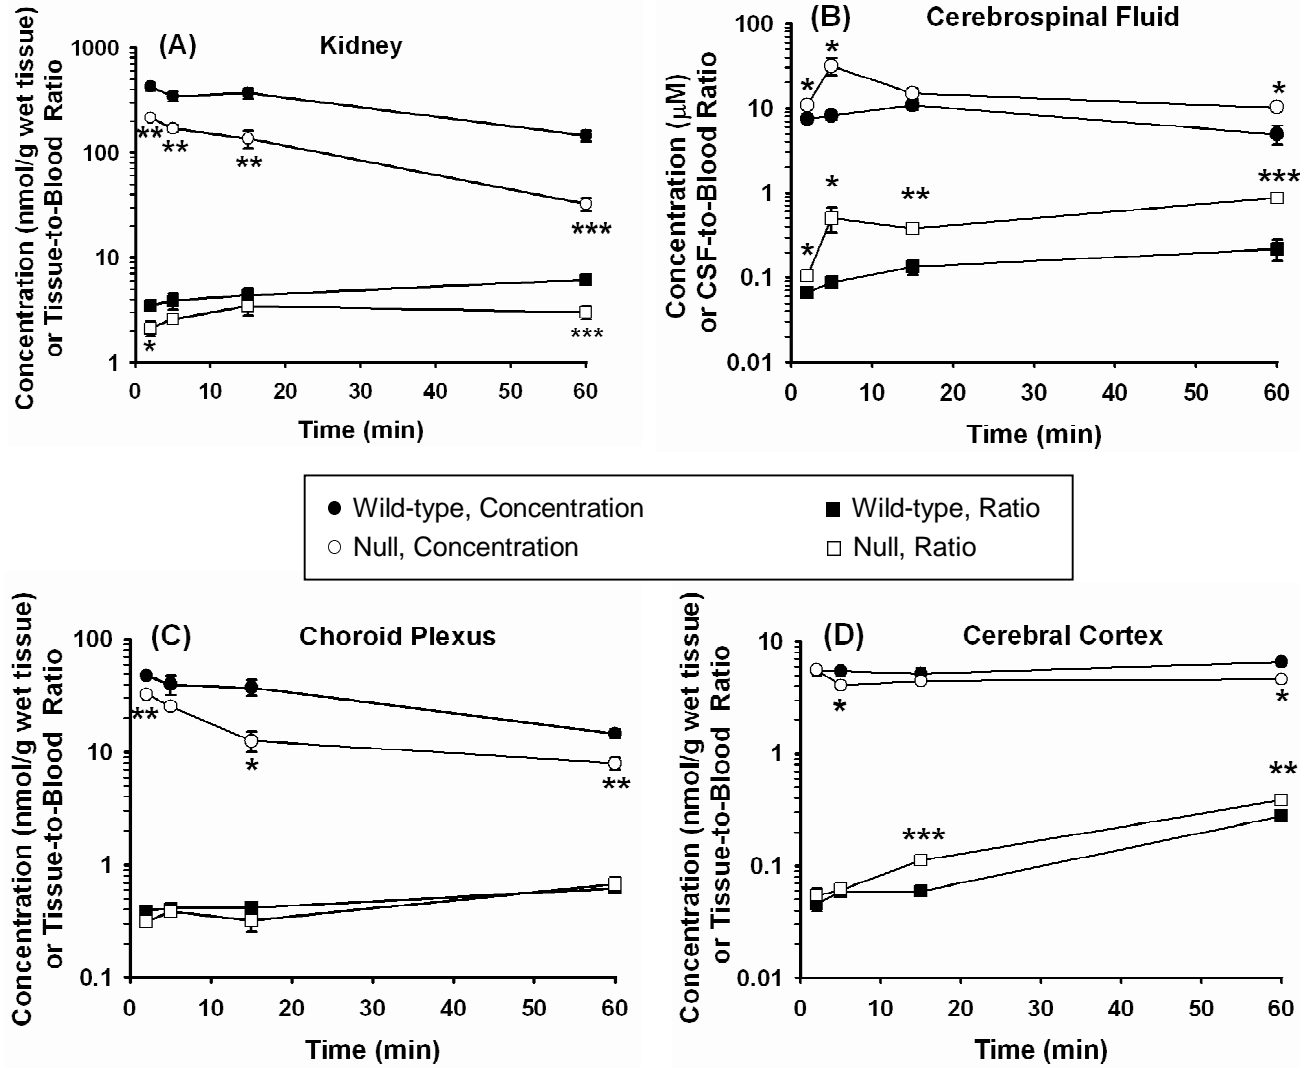 (A) Kidney
Concentration (nmol/g wet tissue)
or Tissue-to-Blood Ratio
1000
100
10
1
** ** ** ***
* ***
0 10 20 30 40 50 60
Time (min)
(B) Cerebrospinal Fluid
Concentration (μM)
or CSF-to-Blood Ratio
100
10
1
0.1
0.01
* * *
* * ** ***
0 10 20 30 40 50 60
Time (min)
Wild-type, Concentration
Wild-type, Ratio
Null, Concentration
Null, Ratio
(C) Choroid Plexus
Concentration (nmol/g wet tissue)
or Tissue-to-Blood Ratio
100
10
1
0.1
** * **
0 10 20 30 40 50 60
Time (min)
(D) Cerebral Cortex
Concentration (nmol/g wet tissue)
or Tissue-to-Blood Ratio
10
1
0.1
0.01
* *
*** **
0 10 20 30 40 50 60
Time (min)